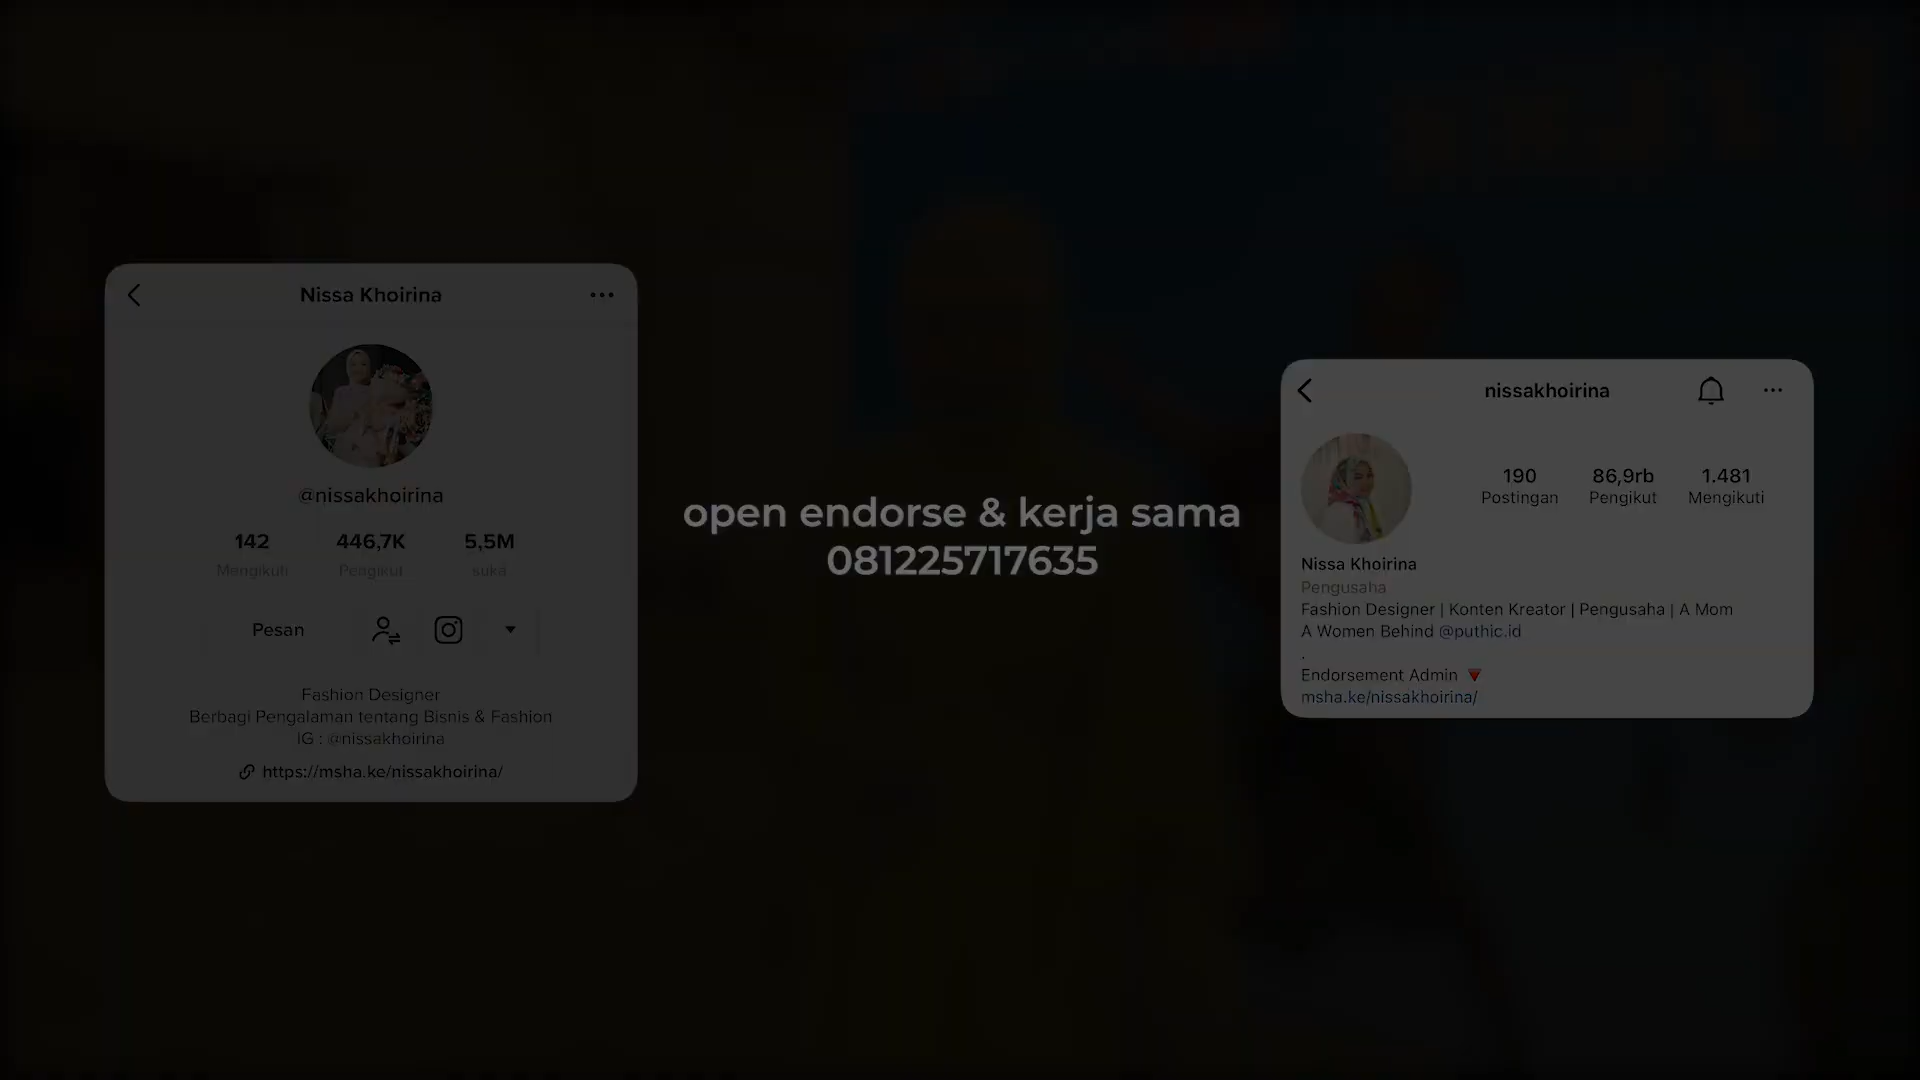 Nissa Khoirina
@nissakhoirina
142 446,7K 5,5M
Mengikuti Pengikut suka
Pesan
Fashion Designer
Berbagi Pengalaman tentang Bisnis & Fashion
IG : @nissakhoirina
https://msha.ke/nissakhoirina/
open endorse & kerja sama
081225717635
nissakhoirina
190 86,9rb 1.481
Postingan Pengikut Mengikuti
Nissa Khoirina
Pengusaha
Fashion Designer | Konten Kreator | Pengusaha | A Mom
A Women Behind @puthic.id
.
Endorsement Admin 🔻
msha.ke/nissakhoirina/